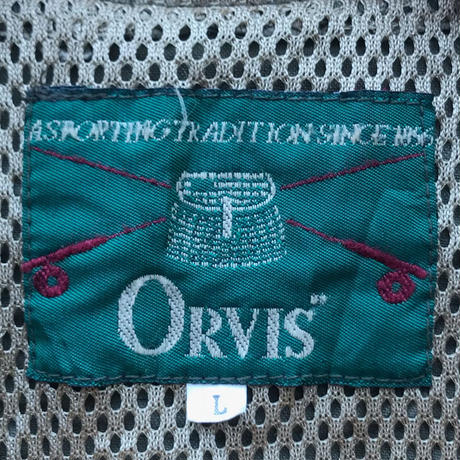 A SPORTING TRADITION SINCE 1856
ORVIS
L